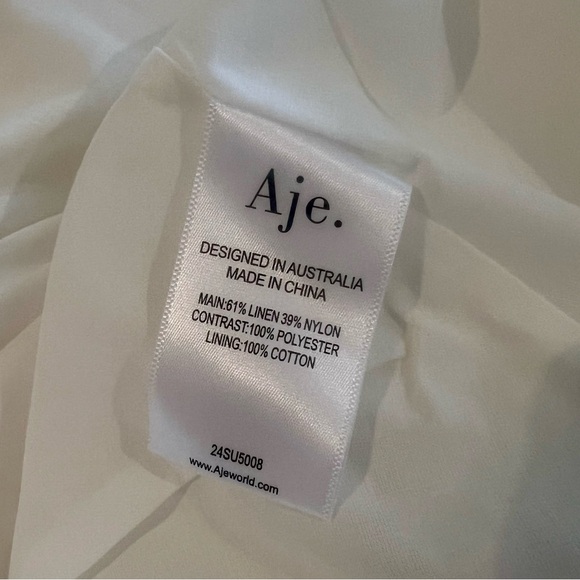 Aje.
DESIGNED IN AUSTRALIA
MADE IN CHINA
MAIN:61% LINEN 39% NYLON
CONTRAST:100% POLYESTER
LINING:100% COTTON
24SU5008
www.Ajeworld.com